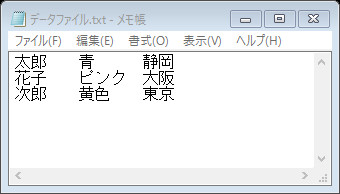 データファイル.txt - メモ帳
ファイル(F) 編集(E) 書式(O) 表示(V) ヘルプ(H)
太郎 青 静岡
花子 ピンク 大阪
次郎 黄色 東京